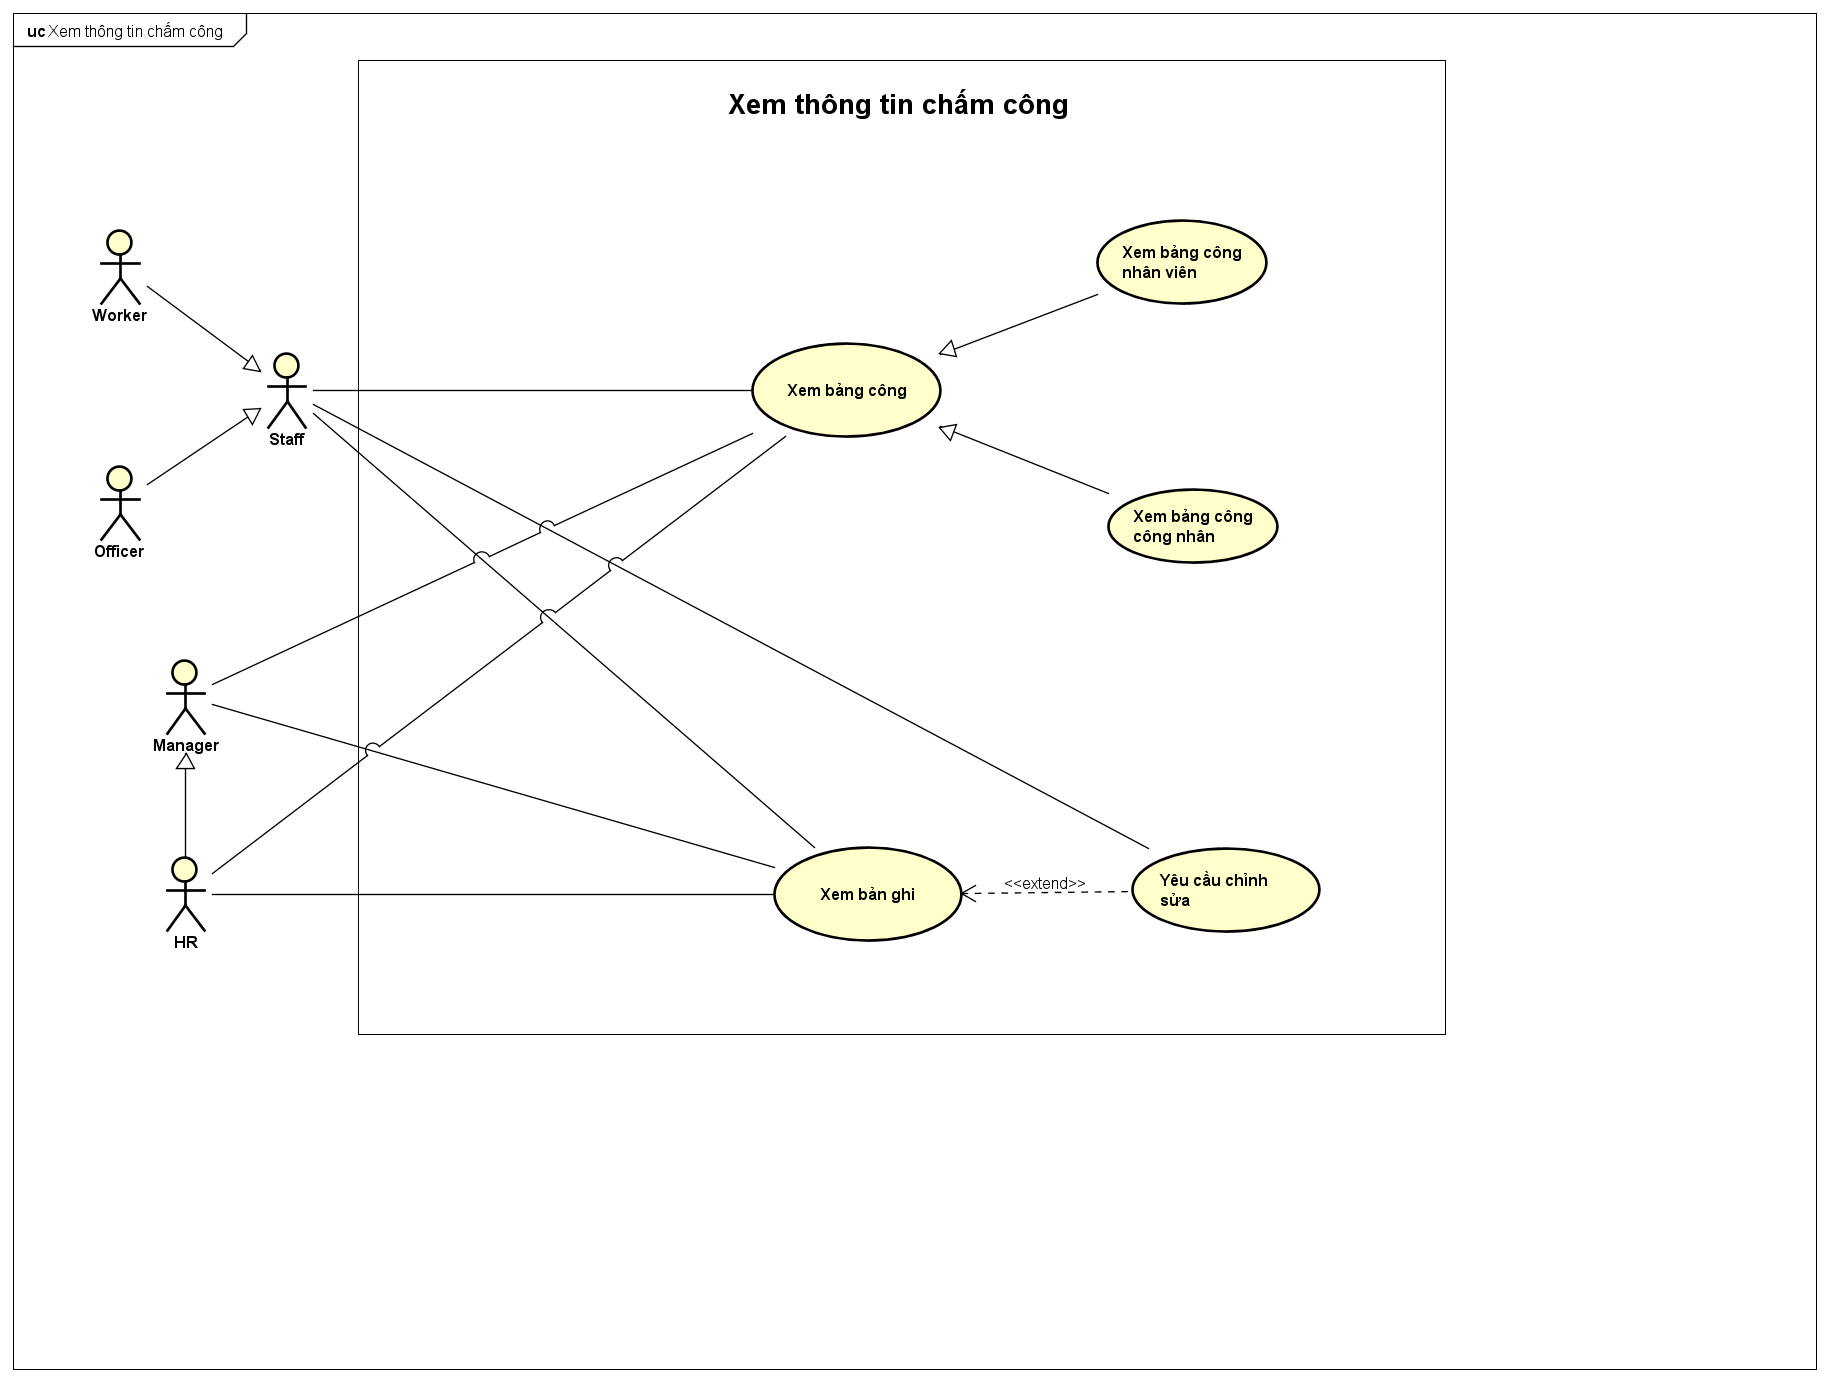 uc Xem thông tin chấm công
Xem thông tin chấm công
Worker
Staff
Officer
Manager
HR
Xem bảng công
nhân viên
Xem bảng công
Xem bảng công
công nhân
Xem bản ghi
<<extend>>
Yêu cầu chỉnh
sửa